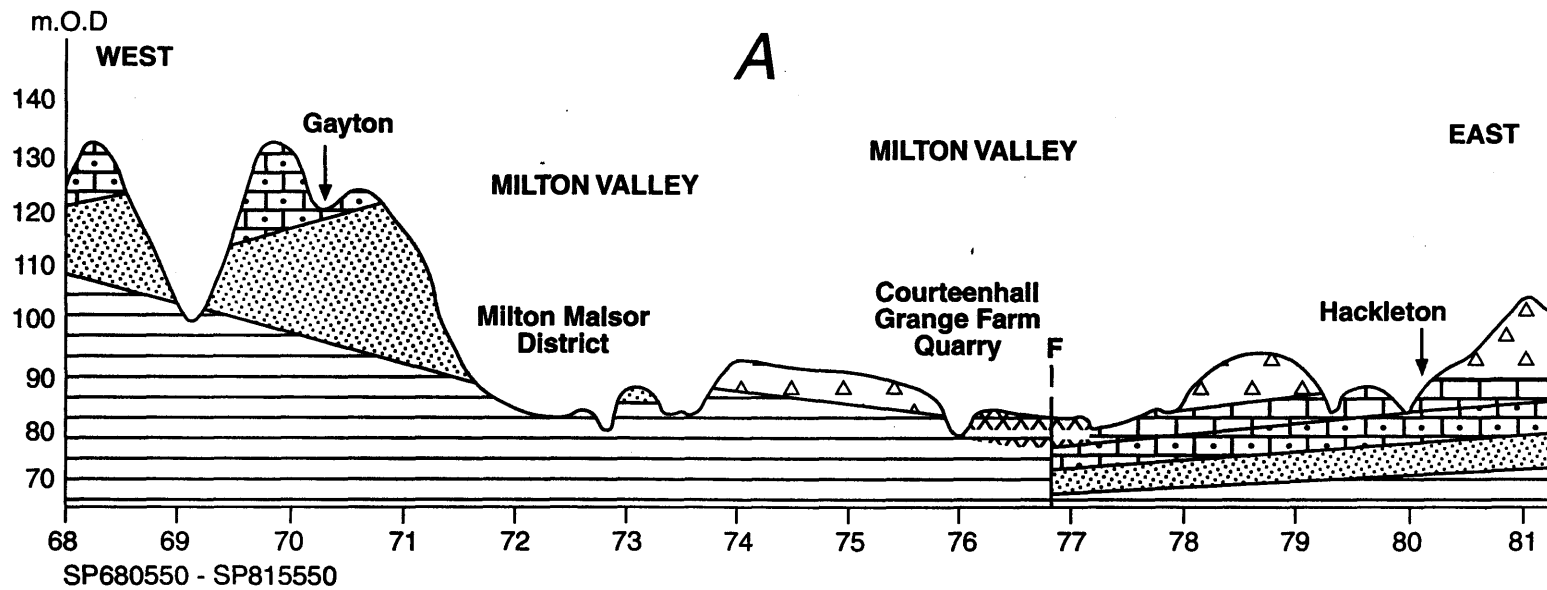 m.O.D
WEST
A
140
Gayton
130
MILTON VALLEY
EAST
MILTON VALLEY
120
110
Courteenhall
Grange Farm
Quarry
100
Milton Malsor
District
Hackleton
F
90
80
70
68 69 70 71 72 73 74 75 76 77 78 79 80 81
SP680550 - SP815550